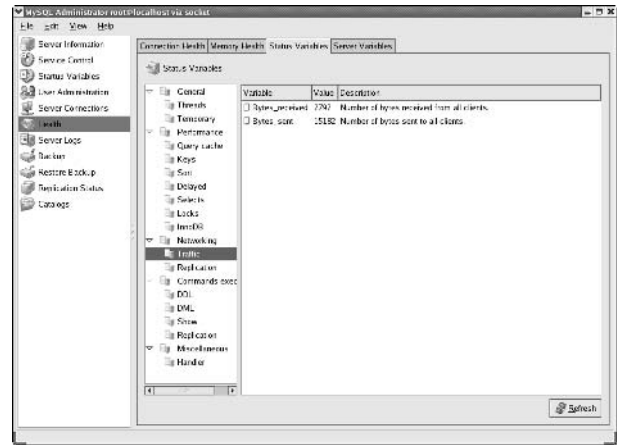 MySQL Administrator root@localhost via socket
File Edit View Help
Server Information
Service Control
Startup Variables
User Administration
Server Connections
Health
Server Logs
Backup
Restore Backup
Replication Status
Catalogs
Connection Health Memory Health Status Variables Server Variables
Status Variables
General
Threads
Temporary
Performance
Query cache
Keys
Sort
Delayed
Selects
Locks
InnoDB
Networking
Traffic
Replication
Commands exec
DDL
DML
Show
Replication
Miscellaneous
Handler
Variable Value Description
Bytes_received 2792 Number of bytes received from all clients.
Bytes_sent 15182 Number of bytes sent to all clients.
Refresh